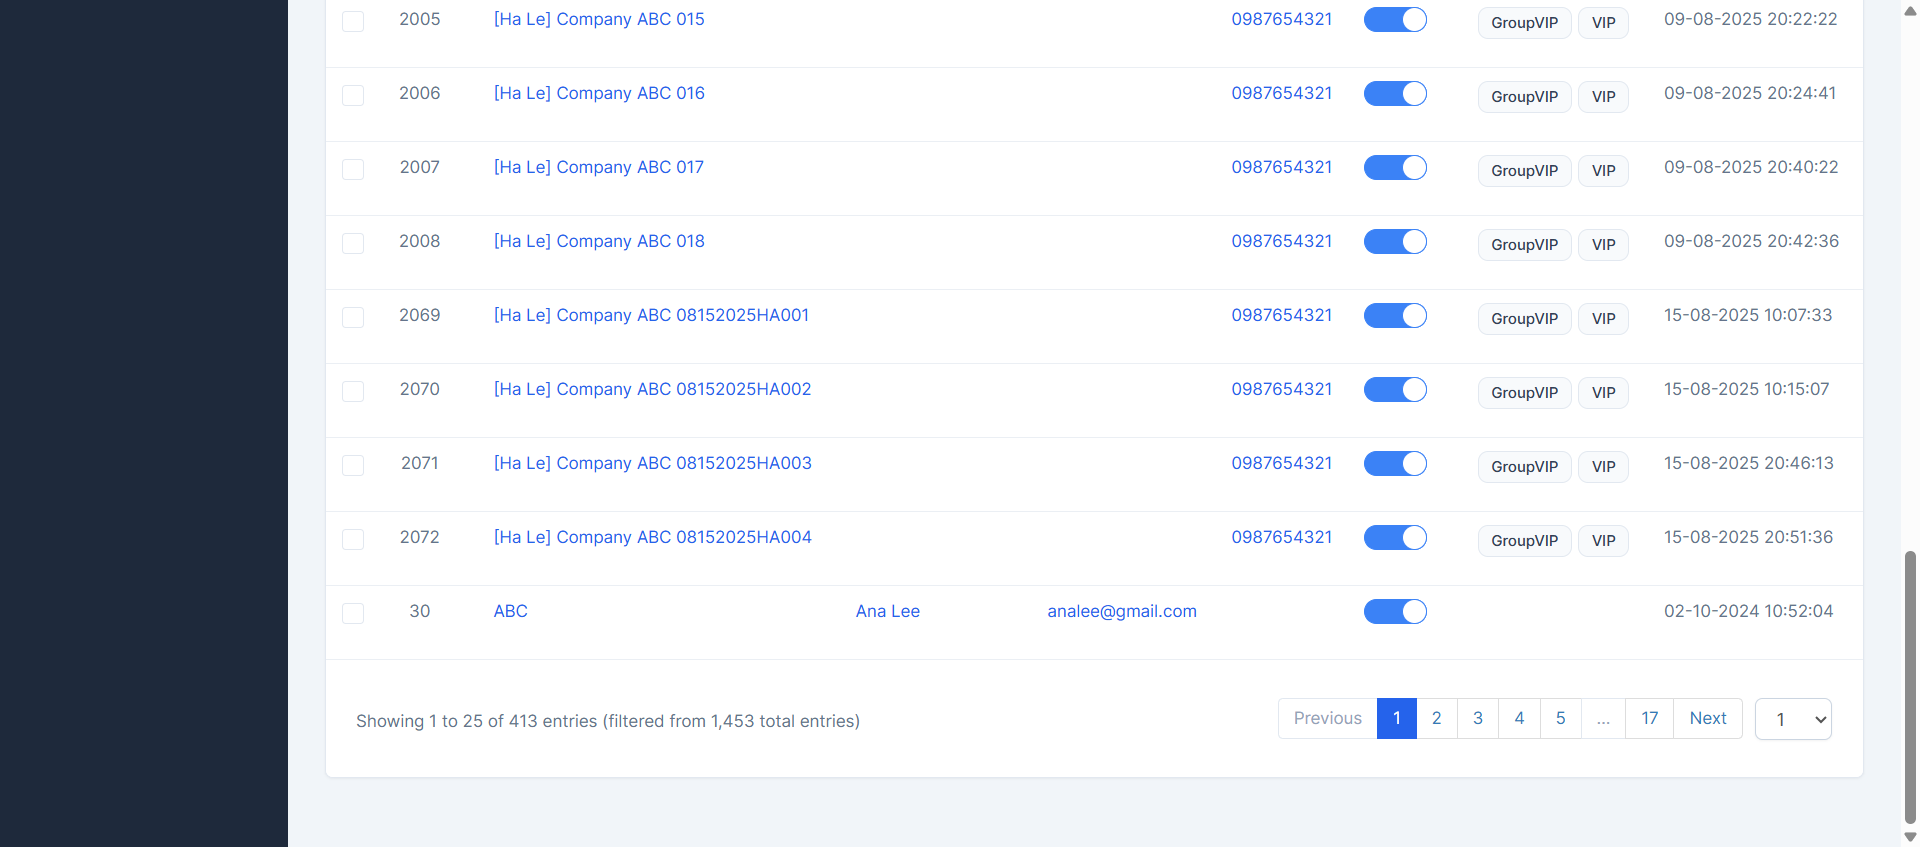 2005 [Ha Le] Company ABC 015 0987654321 GroupVIP VIP 09-08-2025 20:22:22
2006 [Ha Le] Company ABC 016 0987654321 GroupVIP VIP 09-08-2025 20:24:41
2007 [Ha Le] Company ABC 017 0987654321 GroupVIP VIP 09-08-2025 20:40:22
2008 [Ha Le] Company ABC 018 0987654321 GroupVIP VIP 09-08-2025 20:42:36
2069 [Ha Le] Company ABC 08152025HA001 0987654321 GroupVIP VIP 15-08-2025 10:07:33
2070 [Ha Le] Company ABC 08152025HA002 0987654321 GroupVIP VIP 15-08-2025 10:15:07
2071 [Ha Le] Company ABC 08152025HA003 0987654321 GroupVIP VIP 15-08-2025 20:46:13
2072 [Ha Le] Company ABC 08152025HA004 0987654321 GroupVIP VIP 15-08-2025 20:51:36
30 ABC Ana Lee analee@gmail.com 02-10-2024 10:52:04
Showing 1 to 25 of 413 entries (filtered from 1,453 total entries) Previous 1 2 3 4 5 ... 17 Next 1